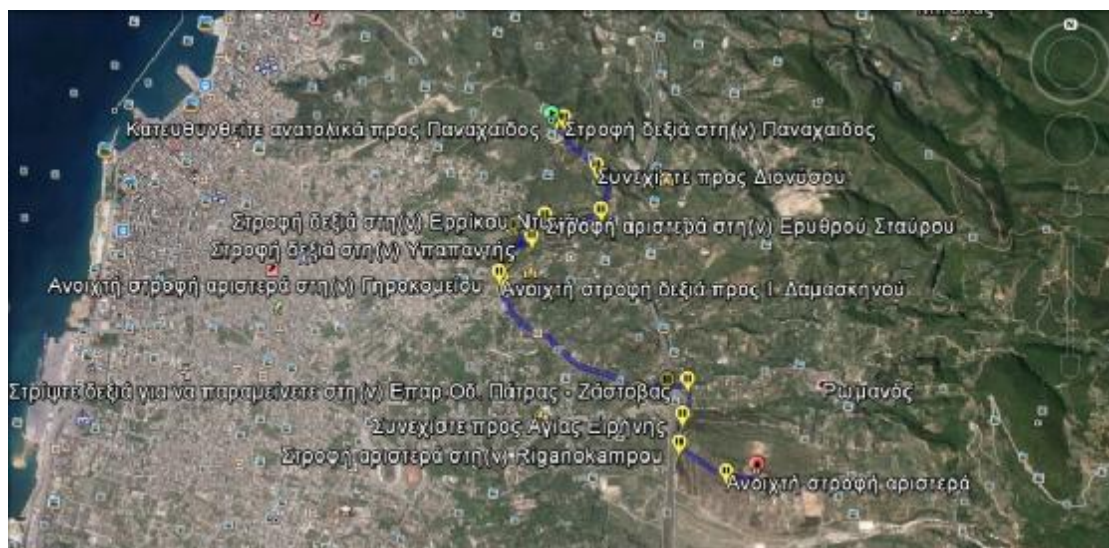 Κατευθυνθείτε ανατολικά προς Παναχαιδος
Στροφή δεξιά στη(ν) Παναχαιδος
Συνεχίστε προς Διονύσου
Στροφή δεξιά στη(ν) Ερρίκου
Στροφή αριστερά στη(ν) Ερυθρού Σταύρου
Στροφή δεξιά στη(ν) Υπαπαντής
Ανοιχτή στροφή αριστερά στη(ν) Γηροκομείου
Ανοιχτή στροφή δεξιά προς Ι. Δαμασκηνού
Στρίψτε δεξιά για να παραμείνετε στη(ν) Επαρ.Οδ. Πάτρας - Ζάστοβας
Ρωμανός
Συνεχίστε προς Αγίας Ειρήνης
Στροφή αριστερά στη(ν) Riganokampou
Ανοιχτή στροφή αριστερά
N